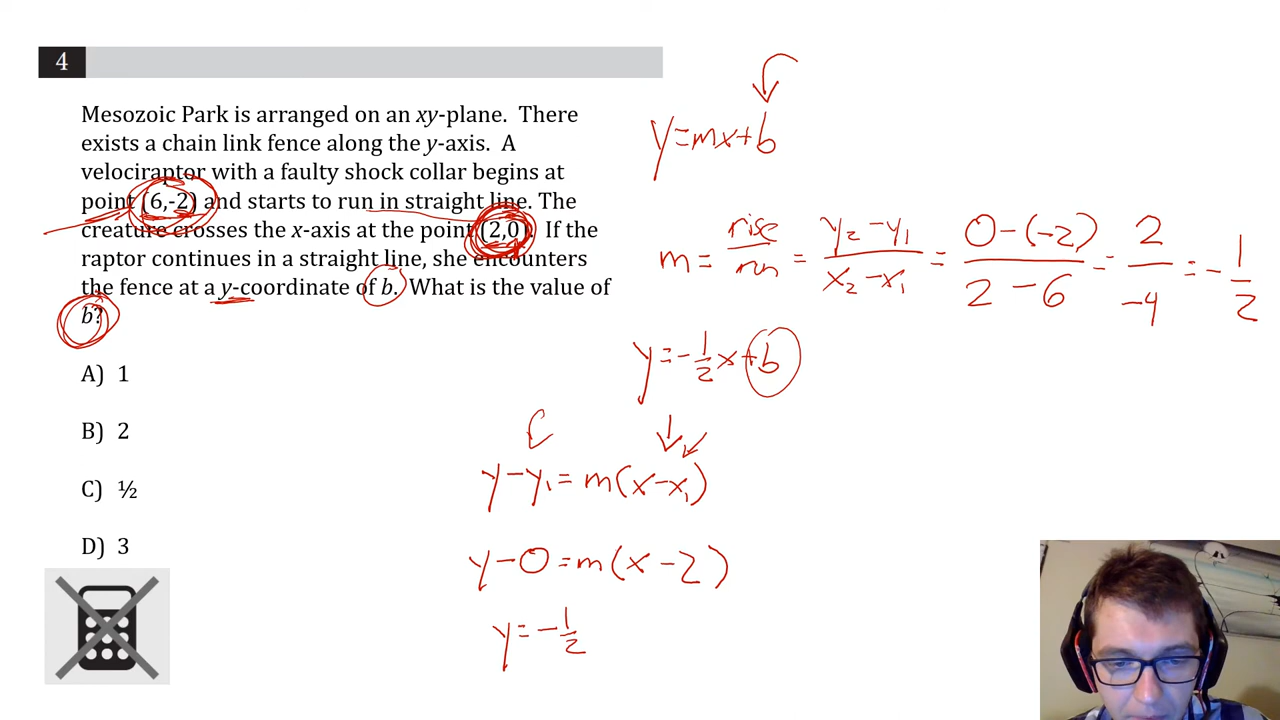 4
Mesozoic Park is arranged on an xy-plane. There
exists a chain link fence along the y-axis. A
velociraptor with a faulty shock collar begins at
point (6,-2) and starts to run in straight line. The
creature crosses the x-axis at the point (2,0). If the
raptor continues in a straight line, she encounters
the fence at a y-coordinate of b. What is the value of
b?
A) 1
B) 2
C) ½
D) 3
y=mx+b
m = rise/run = y₂-y₁/x₂-x₁ = 0-(-2)/2-6 = 2/-4 = -1/2
y=-1/2x+b
y-y₁=m(x-x₁)
y-0=m(x-2)
y=-1/2